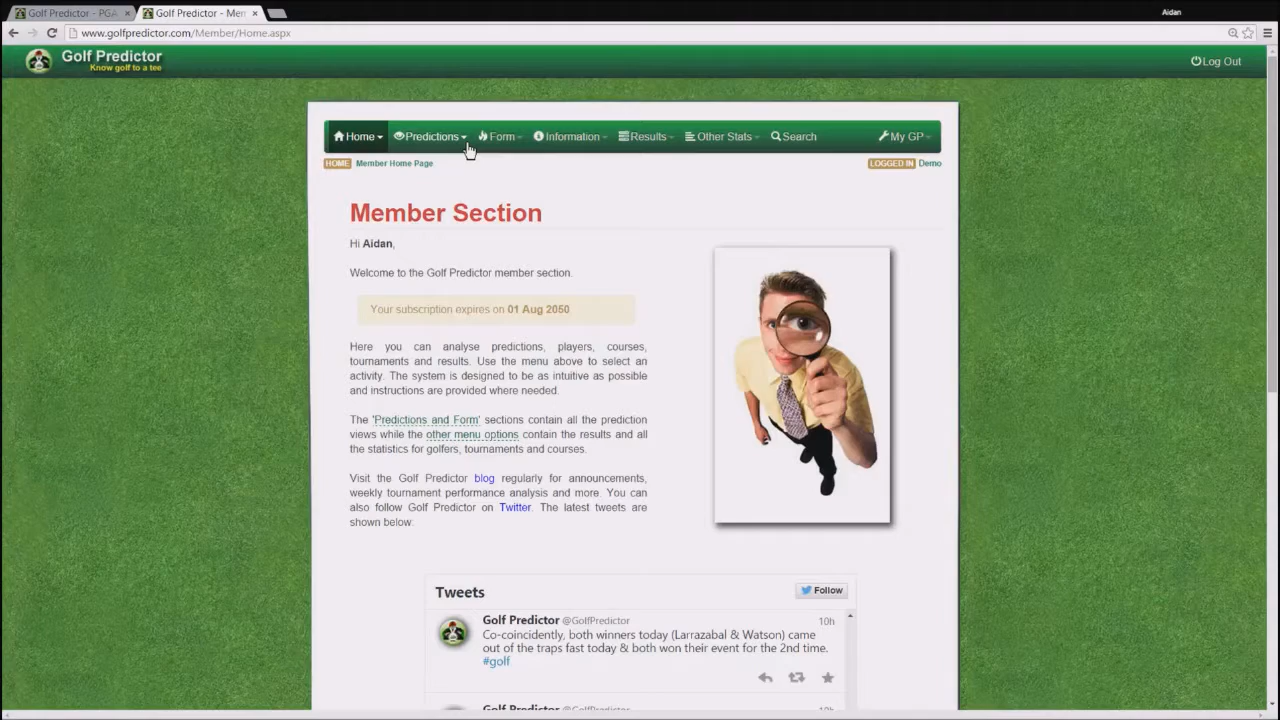 Golf Predictor - PGA
Golf Predictor - Mem
Aidan
www.golfpredictor.com/Member/Home.aspx
Golf Predictor
Know golf to a tee
Log Out
Home Predictions Form Information Results Other Stats Search My GP
HOME Member Home Page
LOGGED IN Demo
Member Section
Hi Aidan,
Welcome to the Golf Predictor member section.
Your subscription expires on 01 Aug 2050
Here you can analyse predictions, players, courses,
tournaments and results. Use the menu above to select an
activity. The system is designed to be as intuitive as possible
and instructions are provided where needed.
The 'Predictions and Form' sections contain all the prediction
views while the other menu options contain the results and all
the statistics for golfers, tournaments and courses.
Visit the Golf Predictor blog regularly for announcements,
weekly tournament performance analysis and more. You can
also follow Golf Predictor on Twitter. The latest tweets are
shown below:
Tweets
Follow
Golf Predictor @GolfPredictor 10h
Co-coincidently, both winners today (Larrazabal & Watson) came
out of the traps fast today & both won their event for the 2nd time.
#golf
Golf Predictor @GolfPredictor 10h